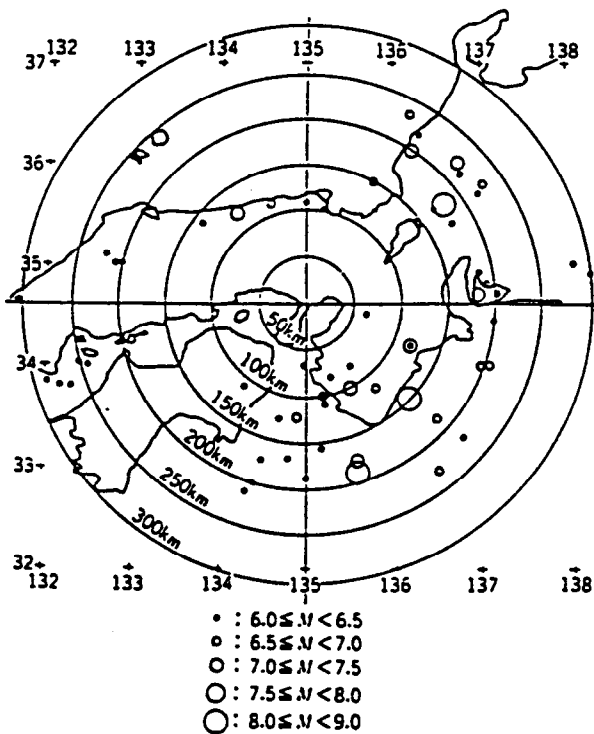 132 133 134 135 136 137 138
37
36
35
34
33
32
50km
100km
150km
200km
250km
300km
132 133 134 135 136 137 138
: 6.0≤M<6.5
: 6.5≤M<7.0
: 7.0≤M<7.5
: 7.5≤M<8.0
: 8.0≤M<9.0